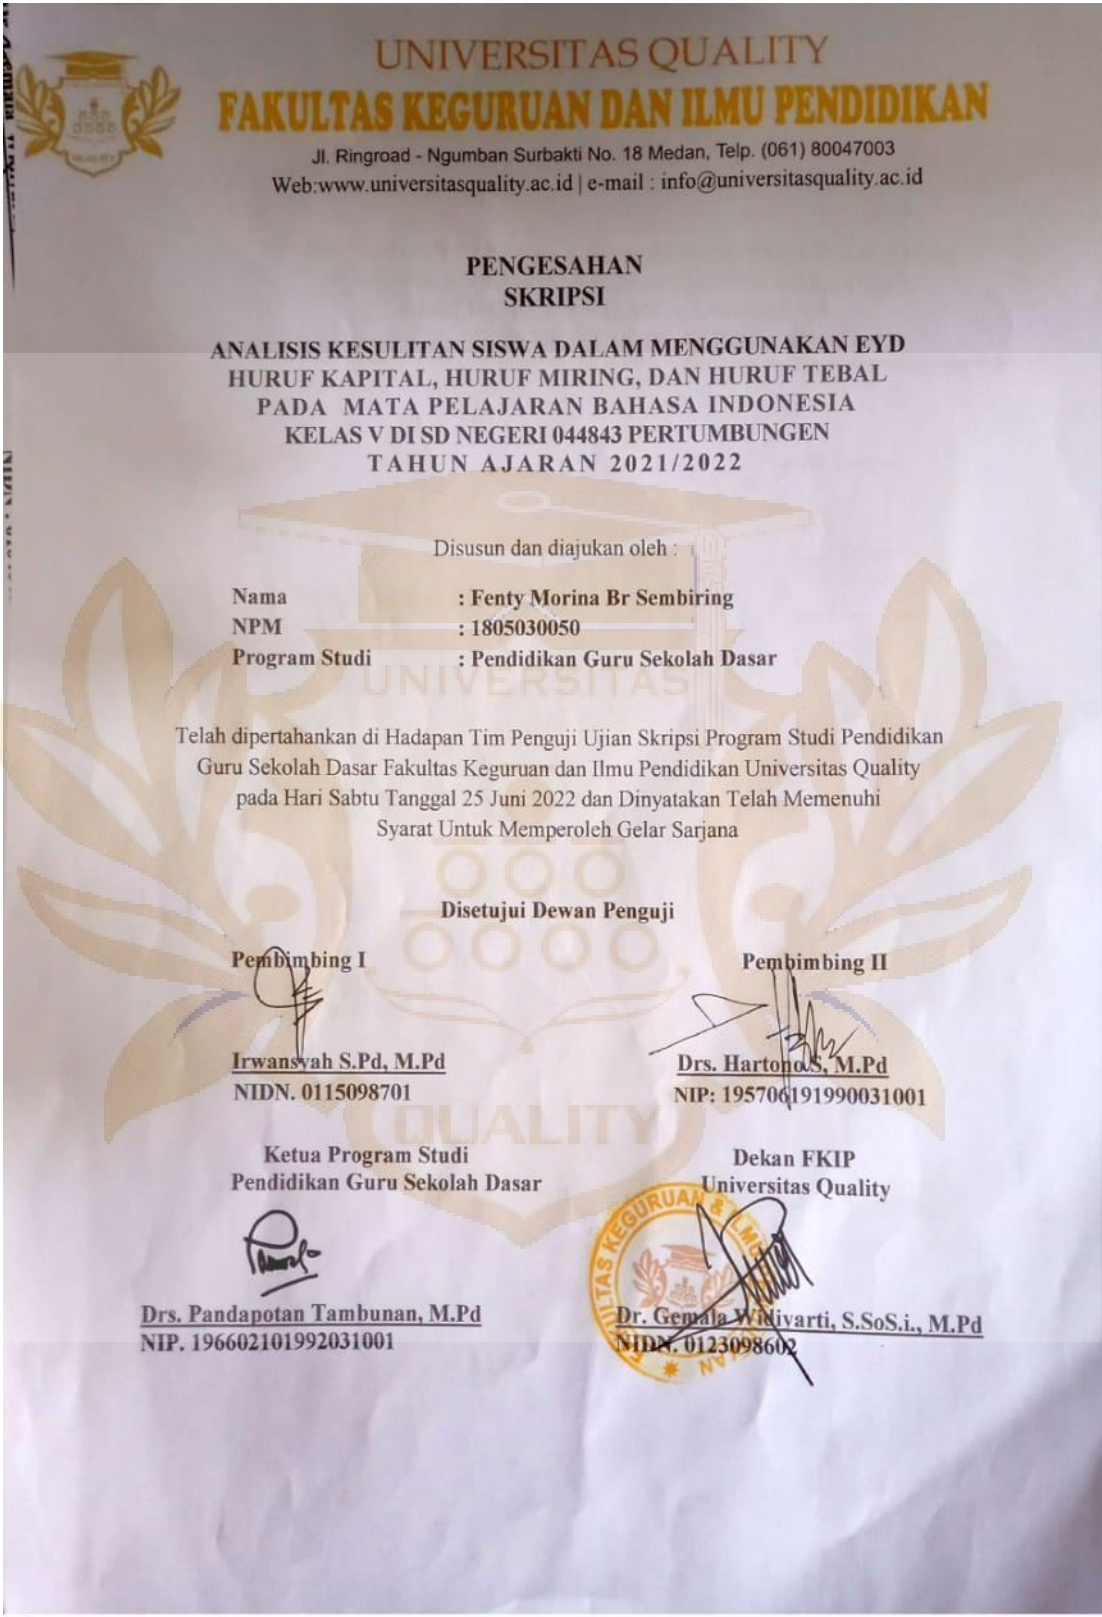 UNIVERSITAS QUALITY
FAKULTAS KEGURUAN DAN ILMU PENDIDIKAN
Jl. Ringroad - Ngumban Surbakti No. 18 Medan, Telp. (061) 80047003
Web:www.universitasquality.ac.id | e-mail : info@universitasquality.ac.id
QUALITY
PENGESAHAN
SKRIPSI
ANALISIS KESULITAN SISWA DALAM MENGGUNAKAN EYD
HURUF KAPITAL, HURUF MIRING, DAN HURUF TEBAL
PADA MATA PELAJARAN BAHASA INDONESIA
KELAS V DI SD NEGERI 044843 PERTUMBUNGEN
TAHUN AJARAN 2021/2022
Disusun dan diajukan oleh :
Nama : Fenty Morina Br Sembiring
NPM : 1805030050
Program Studi : Pendidikan Guru Sekolah Dasar
UNIVERSITAS
Telah dipertahankan di Hadapan Tim Penguji Ujian Skripsi Program Studi Pendidikan
Guru Sekolah Dasar Fakultas Keguruan dan Ilmu Pendidikan Universitas Quality
pada Hari Sabtu Tanggal 25 Juni 2022 dan Dinyatakan Telah Memenuhi
Syarat Untuk Memperoleh Gelar Sarjana
Disetujui Dewan Penguji
Pembimbing I Pembimbing II
Irwansyah S.Pd, M.Pd Drs. Hartono S, M.Pd
NIDN. 0115098701 NIP: 195706191990031001
QUALITY
Ketua Program Studi Dekan FKIP
Pendidikan Guru Sekolah Dasar Universitas Quality
FAKULTAS KEGURUAN & ILMU
Drs. Pandapotan Tambunan, M.Pd Dr. Gemala Widiyarti, S.SoS.i., M.Pd
NIP. 196602101992031001 NIDN. 0123098602